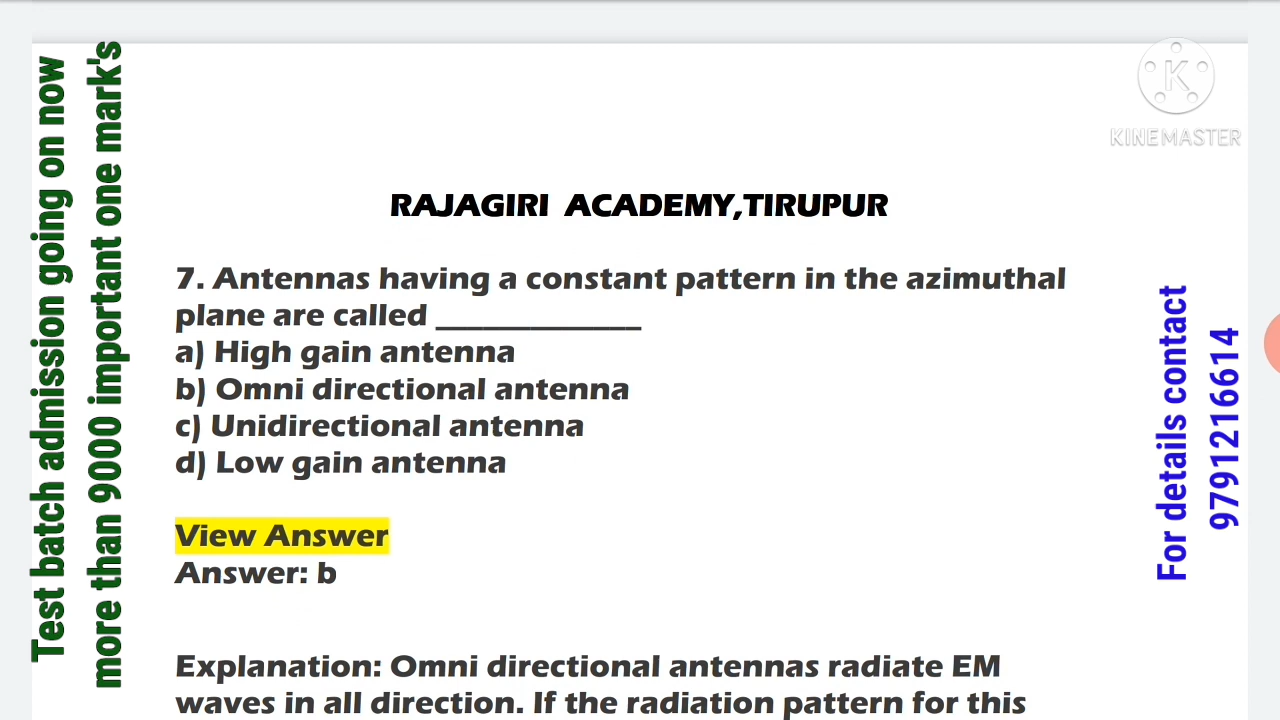 Test batch admission going on now
more than 9000 important one mark's
K
KINEMASTER
RAJAGIRI ACADEMY,TIRUPUR
7. Antennas having a constant pattern in the azimuthal
plane are called _____________
a) High gain antenna
b) Omni directional antenna
c) Unidirectional antenna
d) Low gain antenna
View Answer
Answer: b
Explanation: Omni directional antennas radiate EM
waves in all direction. If the radiation pattern for this
For details contact
9791216614